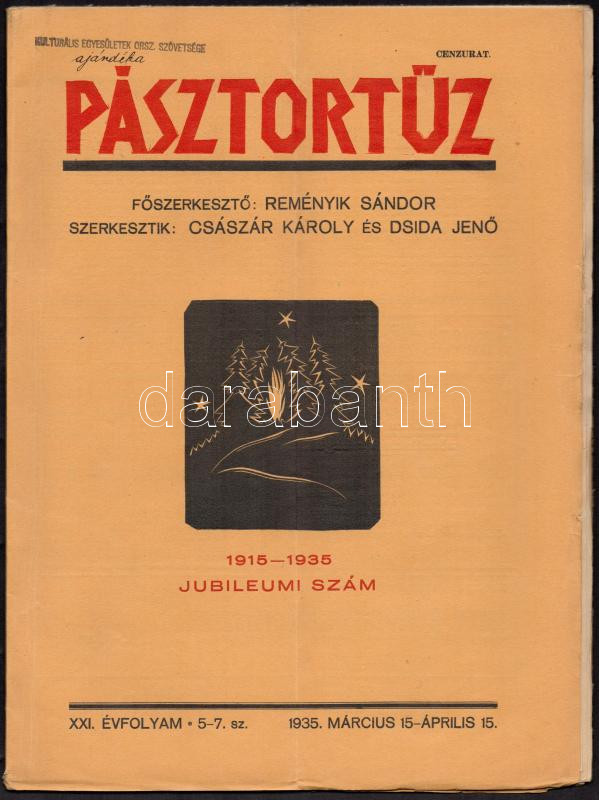 KULTURÁLIS EGYESÜLETEK ORSZ. SZÖVETSÉGE
ajándéka
CENZURAT.
PÁSZTORTŰZ
FŐSZERKESZTŐ: REMÉNYIK SÁNDOR
SZERKESZTIK: CSÁSZÁR KÁROLY ÉS DSIDA JENŐ
darabanth
1915—1935
JUBILEUMI SZÁM
XXI. ÉVFOLYAM • 5-7. sz. 1935. MÁRCIUS 15-ÁPRILIS 15.